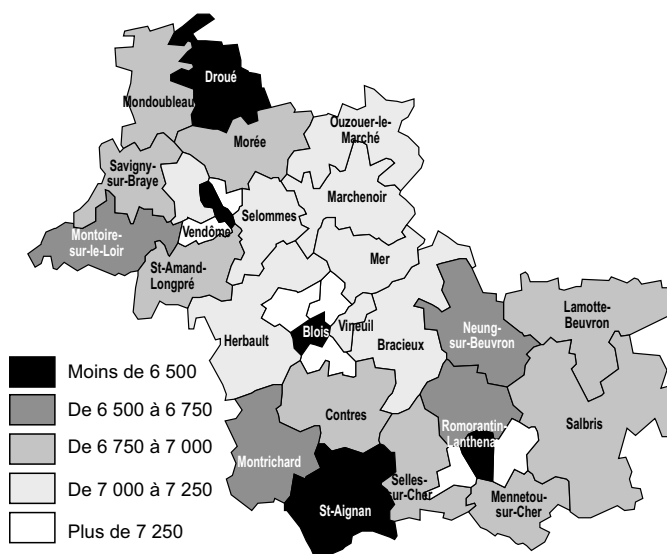 Droué
Mondoubleau
Morée
Ouzouer-le-
Marché
Savigny-
sur-Braye
Marchenoir
Selommes
Vendôme
Montoire-
sur-le-Loir
St-Amand-
Longpré
Mer
Lamotte-
Beuvron
Blois
Vineuil
Neung-
sur-Beuvron
Herbault
Bracieux
Contres
Romorantin-
Lanthenay
Salbris
Montrichard
Selles-
sur-Cher
Mennetou-
sur-Cher
St-Aignan
Moins de 6 500
De 6 500 à 6 750
De 6 750 à 7 000
De 7 000 à 7 250
Plus de 7 250